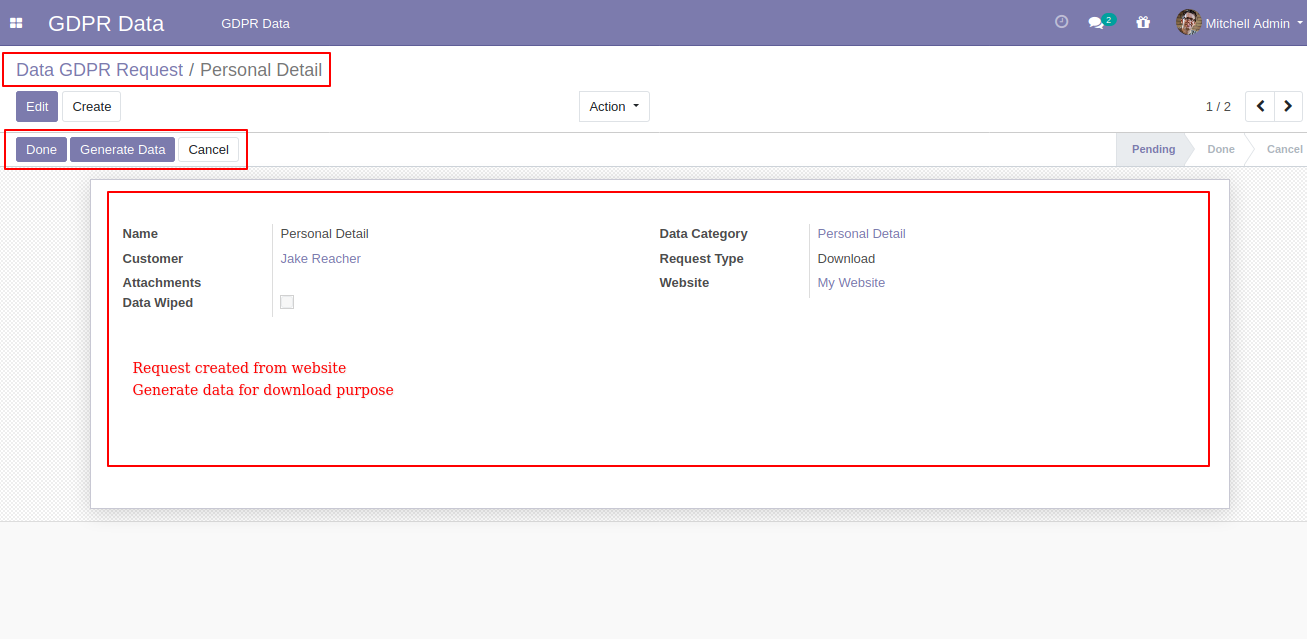 GDPR Data GDPR Data 2 Mitchell Admin
Data GDPR Request / Personal Detail
Edit Create Action 1 / 2
Done Generate Data Cancel Pending Done Cancel
Name Personal Detail Data Category Personal Detail
Customer Jake Reacher Request Type Download
Attachments Website My Website
Data Wiped
Request created from website
Generate data for download purpose